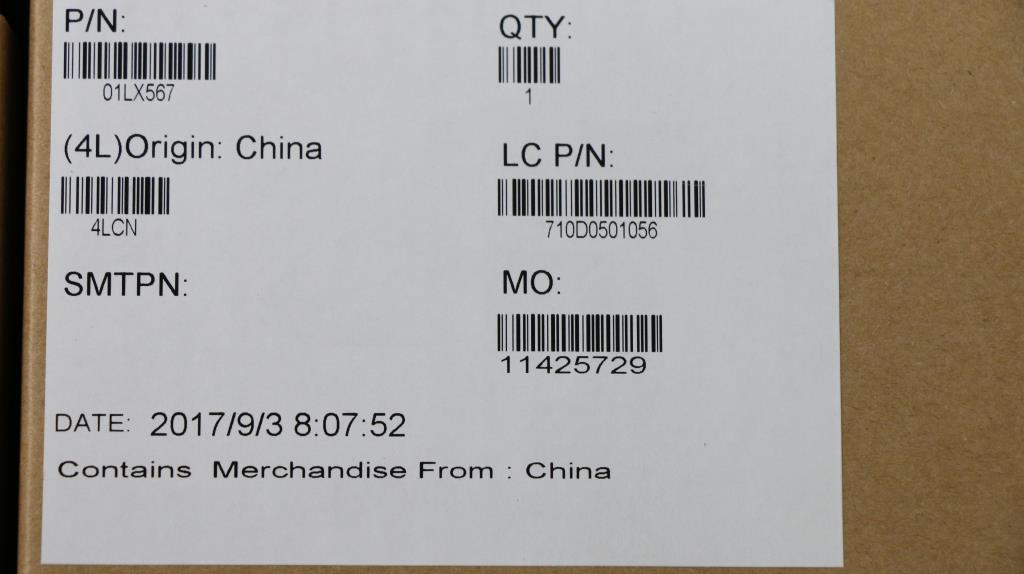 P/N:
01LX567
QTY:
1
(4L)Origin: China
4LCN
LC P/N:
710D0501056
SMTPN:
MO:
11425729
DATE: 2017/9/3 8:07:52
Contains Merchandise From : China